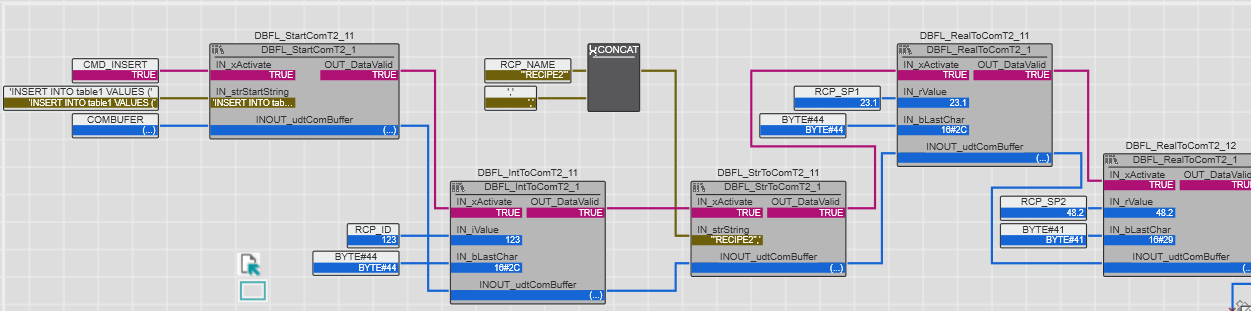 DBFL_StartComT2_11
DBFL_StartComT2_1
CMD_INSERT
TRUE
IN_xActivate
TRUE
OUT_DataValid
TRUE
'INSERT INTO table1 VALUES ('
'INSERT INTO table1 VALUES ('
IN_strStartString
'INSERT INTO tab...
COMBUFER
(...)
INOUT_udtComBuffer
(...)
RCP_NAME
'"RECIPE2"'
','
','
CONCAT
DBFL_IntToComT2_11
DBFL_IntToComT2_1
IN_xActivate
TRUE
OUT_DataValid
TRUE
RCP_ID
123
IN_iValue
123
BYTE#44
BYTE#44
IN_bLastChar
16#2C
INOUT_udtComBuffer
(...)
DBFL_StrToComT2_11
DBFL_StrToComT2_1
IN_xActivate
TRUE
OUT_DataValid
TRUE
IN_strString
'"RECIPE2",'
INOUT_udtComBuffer
(...)
DBFL_RealToComT2_11
DBFL_RealToComT2_1
IN_xActivate
TRUE
OUT_DataValid
TRUE
RCP_SP1
23.1
IN_rValue
23.1
BYTE#44
BYTE#44
IN_bLastChar
16#2C
INOUT_udtComBuffer
(...)
DBFL_RealToComT2_12
DBFL_RealToComT2_1
IN_xActivate
TRUE
OUT_DataVal
TRU
RCP_SP2
48.2
IN_rValue
48.2
BYTE#41
BYTE#41
IN_bLastChar
16#29
INOUT_udtComBuffer
(...